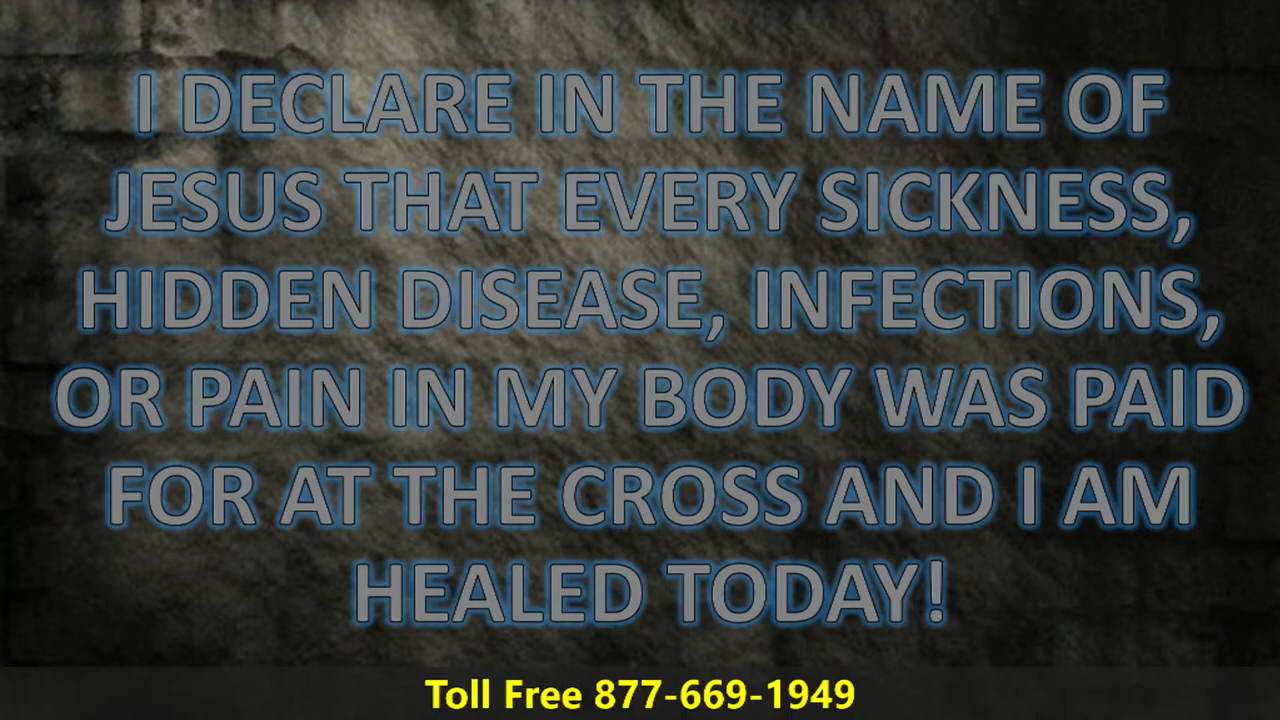 I DECLARE IN THE NAME OF
JESUS THAT EVERY SICKNESS,
HIDDEN DISEASE, INFECTIONS,
OR PAIN IN MY BODY WAS PAID
FOR AT THE CROSS AND I AM
HEALED TODAY!
Toll Free 877-669-1949